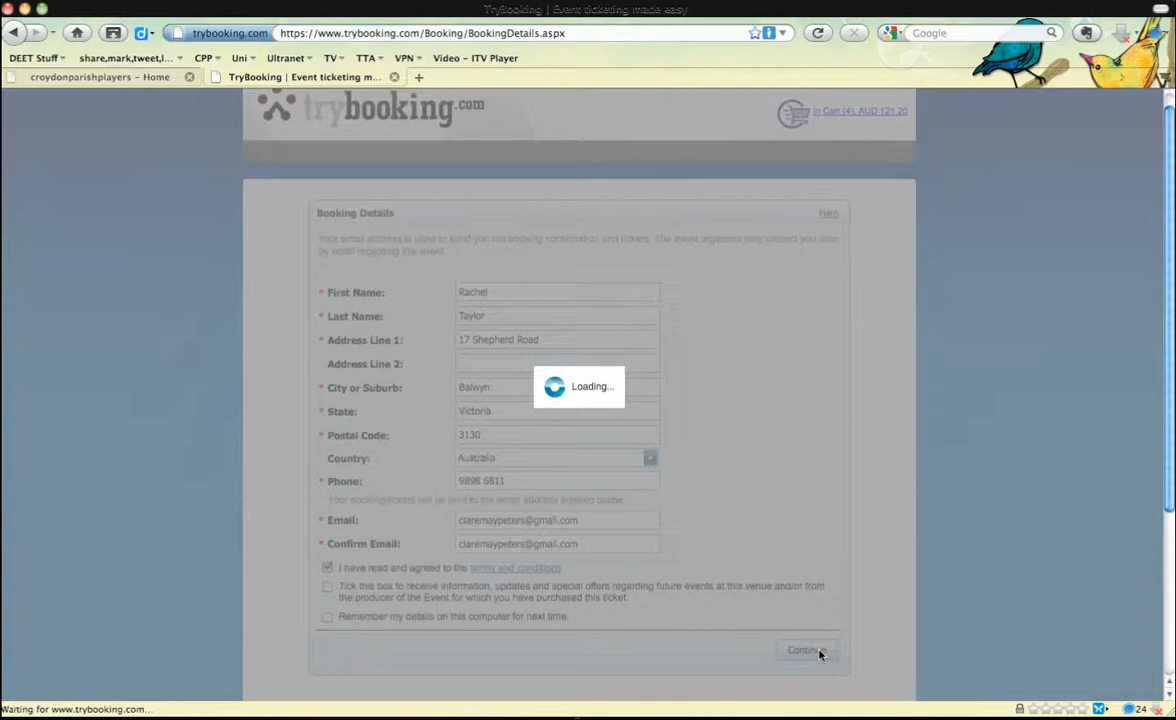 TryBooking | Event ticketing made easy
trybooking.com https://www.trybooking.com/Booking/BookingDetails.aspx Google
DEET Stuff share,mark,tweet,l... CPP Uni Ultranet TV TTA VPN Video - ITV Player
croydonparishplayers - Home TryBooking | Event ticketing m... +
trybooking.com
In Cart (4), AUD 121.20
Booking Details Help
Your email address is used to send you the booking confirmation and tickets. The event organiser may contact you also
by email regarding the event.
* First Name: Rachel
* Last Name: Taylor
* Address Line 1: 17 Shepherd Road
Address Line 2:
* City or Suburb: Balwyn
Loading...
* State: Victoria
* Postal Code: 3130
Country: Australia
* Phone: 9898 6811
Your booking/tickets will be sent to the email address entered below.
* Email: claremaypeters@gmail.com
* Confirm Email: claremaypeters@gmail.com
I have read and agreed to the terms and conditions
Tick this box to receive information, updates and special offers regarding future events at this venue and/or from
the producer of the Event for which you have purchased this ticket.
Remember my details on this computer for next time.
Continue
Waiting for www.trybooking.com... 24